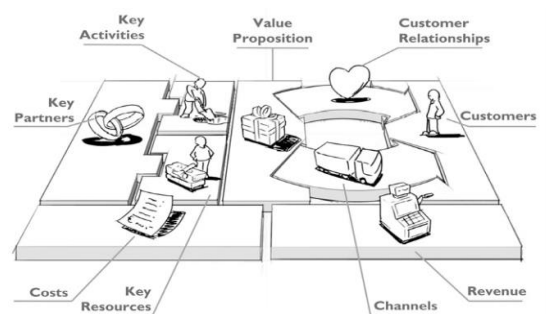 Key
Activities
Value
Proposition
Customer
Relationships
Key
Partners
Customers
Costs
Key
Resources
Channels
Revenue